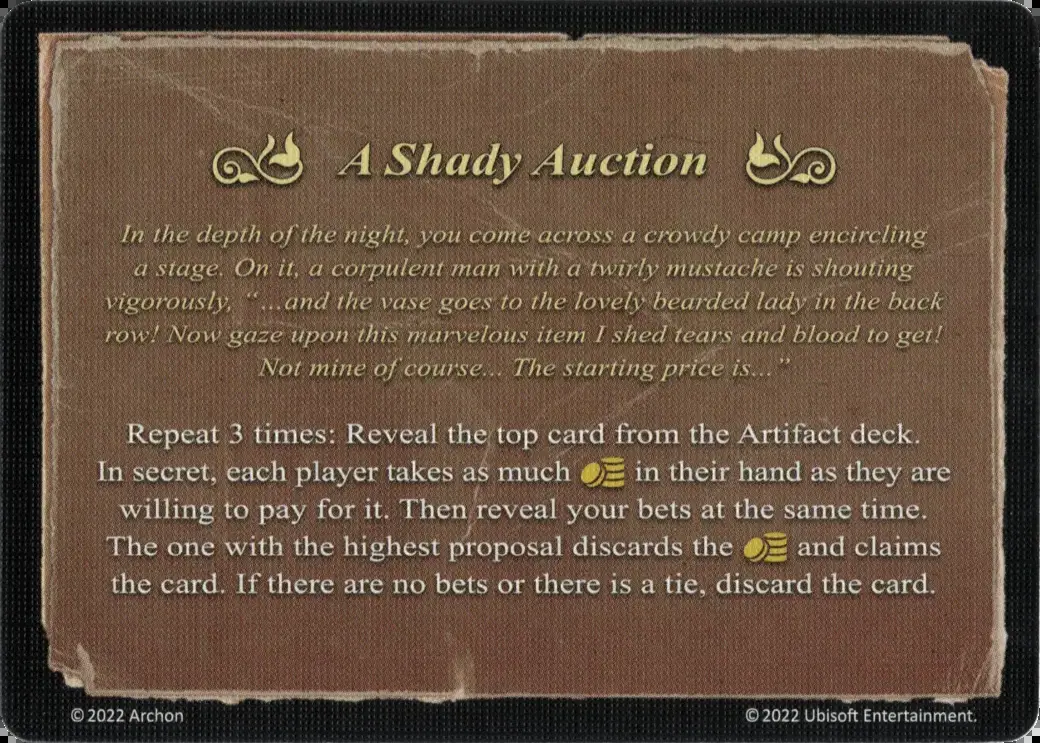 A Shady Auction
In the depth of the night, you come across a crowdy camp encircling
a stage. On it, a corpulent man with a twirly mustache is shouting
vigorously, “...and the vase goes to the lovely bearded lady in the back
row! Now gaze upon this marvelous item I shed tears and blood to get!
Not mine of course... The starting price is...”
Repeat 3 times: Reveal the top card from the Artifact deck.
In secret, each player takes as much in their hand as they are
willing to pay for it. Then reveal your bets at the same time.
The one with the highest proposal discards the and claims
the card. If there are no bets or there is a tie, discard the card.
© 2022 Archon
© 2022 Ubisoft Entertainment.